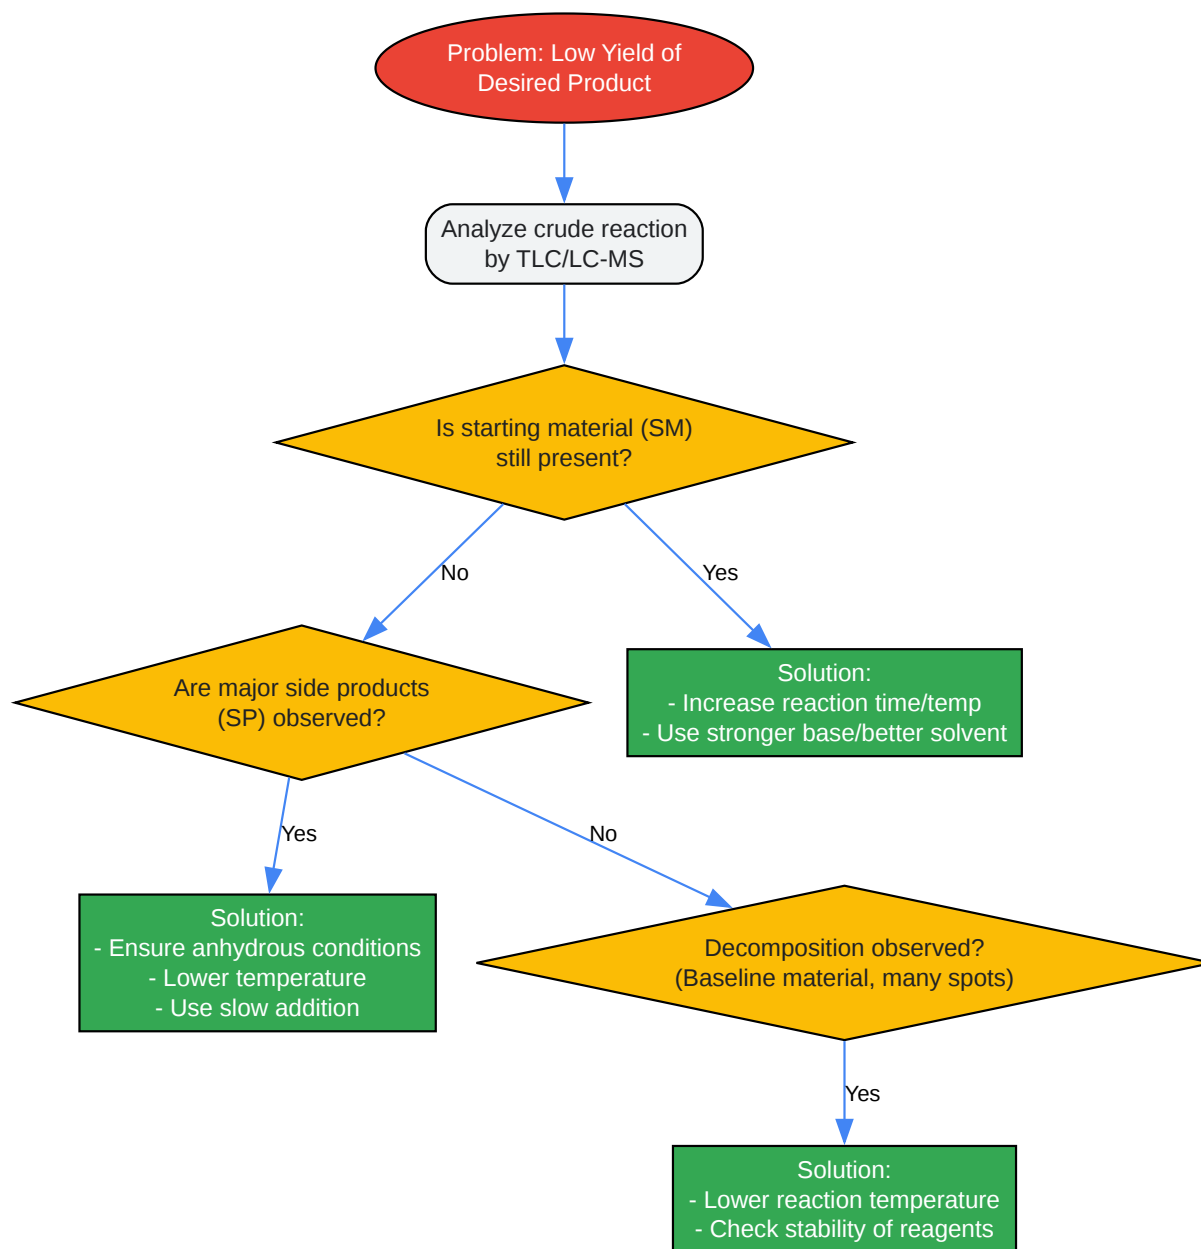 Problem: Low Yield of
Desired Product
Analyze crude reaction
by TLC/LC-MS
Is starting material (SM)
still present?
No
Yes
Are major side products
(SP) observed?
Solution:
- Increase reaction time/temp
- Use stronger base/better solvent
Yes
No
Solution:
- Ensure anhydrous conditions
- Lower temperature
- Use slow addition
Decomposition observed?
(Baseline material, many spots)
Yes
Solution:
- Lower reaction temperature
- Check stability of reagents